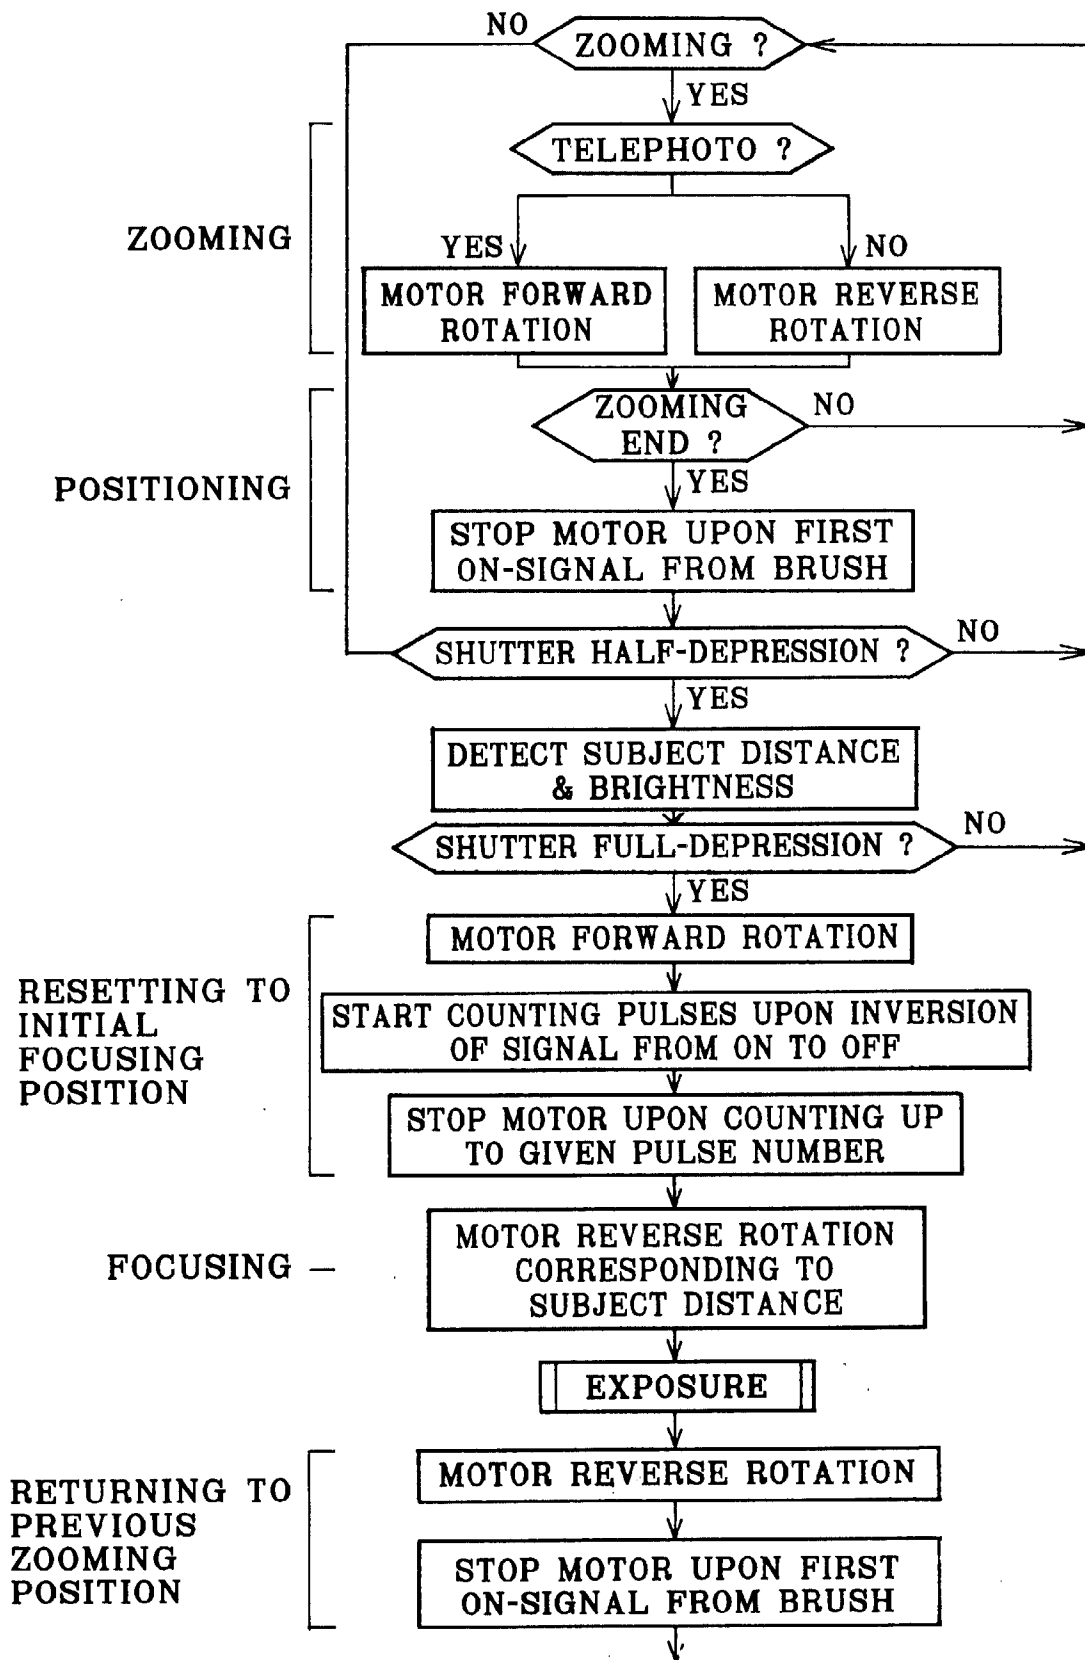 NO
ZOOMING ?
YES
TELEPHOTO ?
ZOOMING
YES
NO
MOTOR FORWARD
ROTATION
MOTOR REVERSE
ROTATION
ZOOMING
END ?
NO
POSITIONING
YES
STOP MOTOR UPON FIRST
ON-SIGNAL FROM BRUSH
SHUTTER HALF-DEPRESSION ?
NO
YES
DETECT SUBJECT DISTANCE
& BRIGHTNESS
SHUTTER FULL-DEPRESSION ?
NO
YES
MOTOR FORWARD ROTATION
RESETTING TO
INITIAL
FOCUSING
POSITION
START COUNTING PULSES UPON INVERSION
OF SIGNAL FROM ON TO OFF
STOP MOTOR UPON COUNTING UP
TO GIVEN PULSE NUMBER
FOCUSING
MOTOR REVERSE ROTATION
CORRESPONDING TO
SUBJECT DISTANCE
EXPOSURE
MOTOR REVERSE ROTATION
RETURNING TO
PREVIOUS
ZOOMING
POSITION
STOP MOTOR UPON FIRST
ON-SIGNAL FROM BRUSH